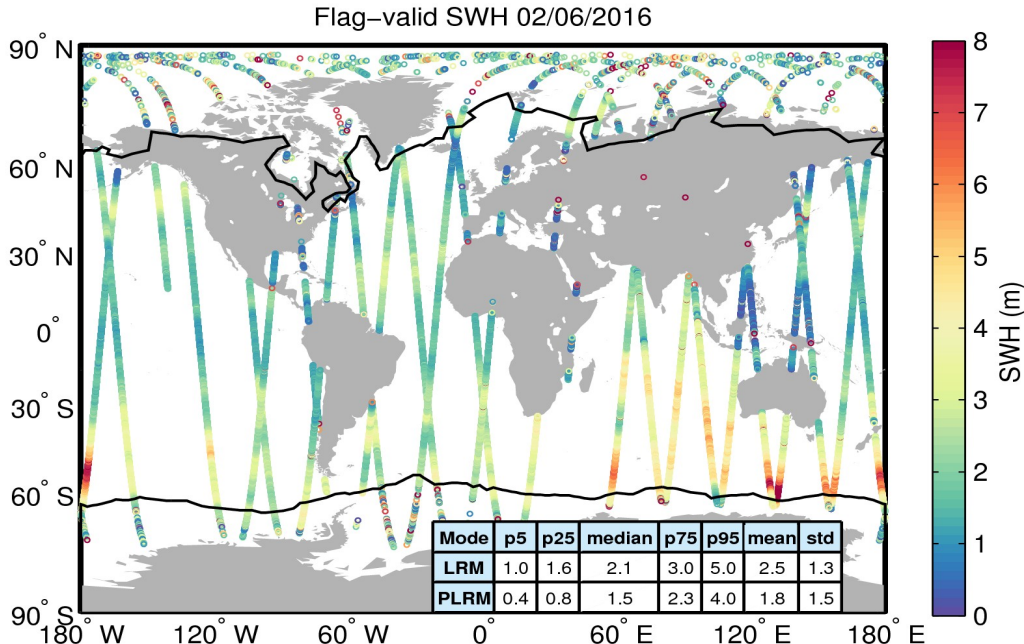 Flag−valid SWH 02/06/2016
90° N
60° N
30° N
0°
30° S
60° S
90° S
180° W 120° W 60° W 0° 60° E 120° E 180° E
8
7
6
5
4
3
2
1
0
SWH (m)
Mode p5 p25 median p75 p95 mean std
LRM 1.0 1.6 2.1 3.0 5.0 2.5 1.3
PLRM 0.4 0.8 1.5 2.3 4.0 1.8 1.5